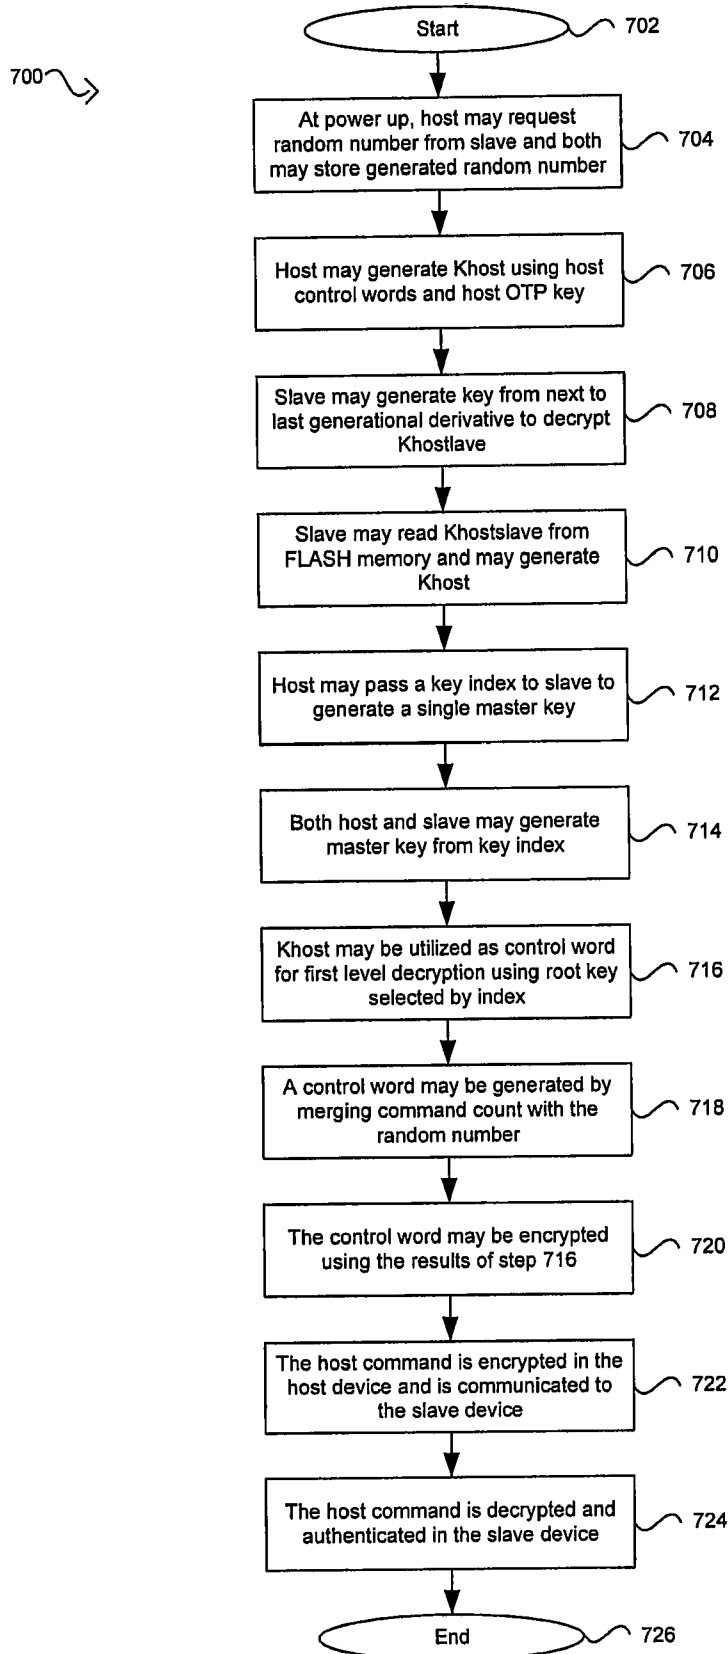 Start
702
700
At power up, host may request
random number from slave and both
may store generated random number
704
Host may generate Khost using host
control words and host OTP key
706
Slave may generate key from next to
last generational derivative to decrypt
Khostlave
708
Slave may read Khostslave from
FLASH memory and may generate
Khost
710
Host may pass a key index to slave to
generate a single master key
712
Both host and slave may generate
master key from key index
714
Khost may be utilized as control word
for first level decryption using root key
selected by index
716
A control word may be generated by
merging command count with the
random number
718
The control word may be encrypted
using the results of step 716
720
The host command is encrypted in the
host device and is communicated to
the slave device
722
The host command is decrypted and
authenticated in the slave device
724
End
726